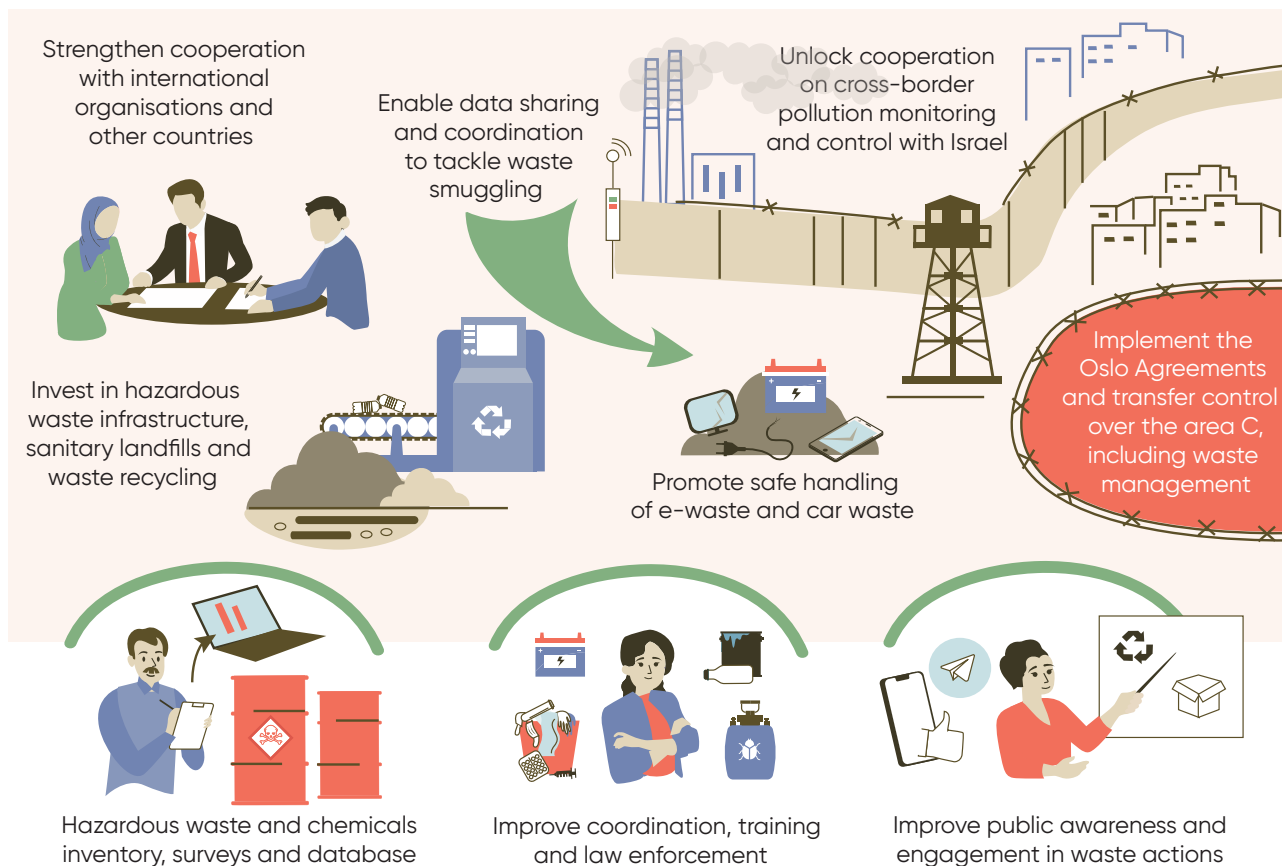 Strengthen cooperation
with international
organisations and
other countries
Enable data sharing
and coordination
to tackle waste
smuggling
Unlock cooperation
on cross-border
pollution monitoring
and control with Israel
Invest in hazardous
waste infrastructure,
sanitary landfills and
waste recycling
Promote safe handling
of e-waste and car waste
Implement the
Oslo Agreements
and transfer control
over the area C,
including waste
management
Hazardous waste and chemicals
inventory, surveys and database
Improve coordination, training
and law enforcement
Improve public awareness and
engagement in waste actions